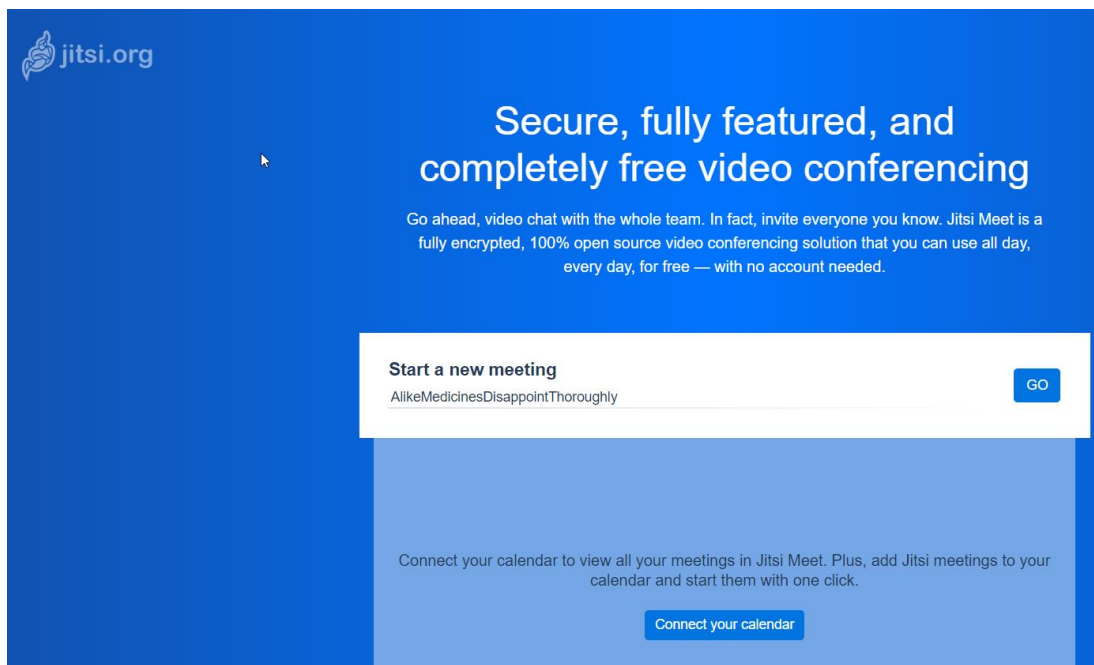 jitsi.org
Secure, fully featured, and
completely free video conferencing
Go ahead, video chat with the whole team. In fact, invite everyone you know. Jitsi Meet is a
fully encrypted, 100% open source video conferencing solution that you can use all day,
every day, for free — with no account needed.
Start a new meeting
AlikeMedicinesDisappointThoroughly
GO
Connect your calendar to view all your meetings in Jitsi Meet. Plus, add Jitsi meetings to your
calendar and start them with one click.
Connect your calendar